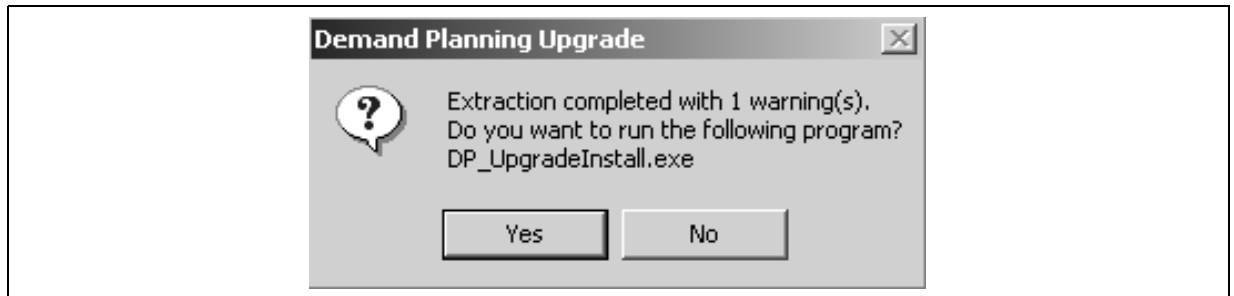 Demand Planning Upgrade
Extraction completed with 1 warning(s).
Do you want to run the following program?
DP_UpgradeInstall.exe
Yes No